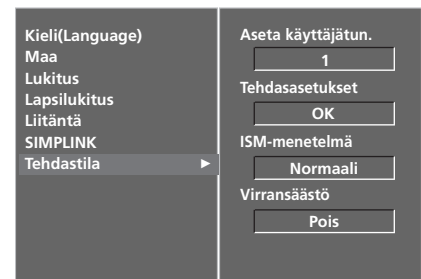 Kieli(Language)
Maa
Lukitus
Lapsilukitus
Liitäntä
SIMPLINK
Tehdastila ►
Aseta käyttäjätun.
1
Tehdasasetukset
OK
ISM-menetelmä
Normaali
Virransäästö
Pois